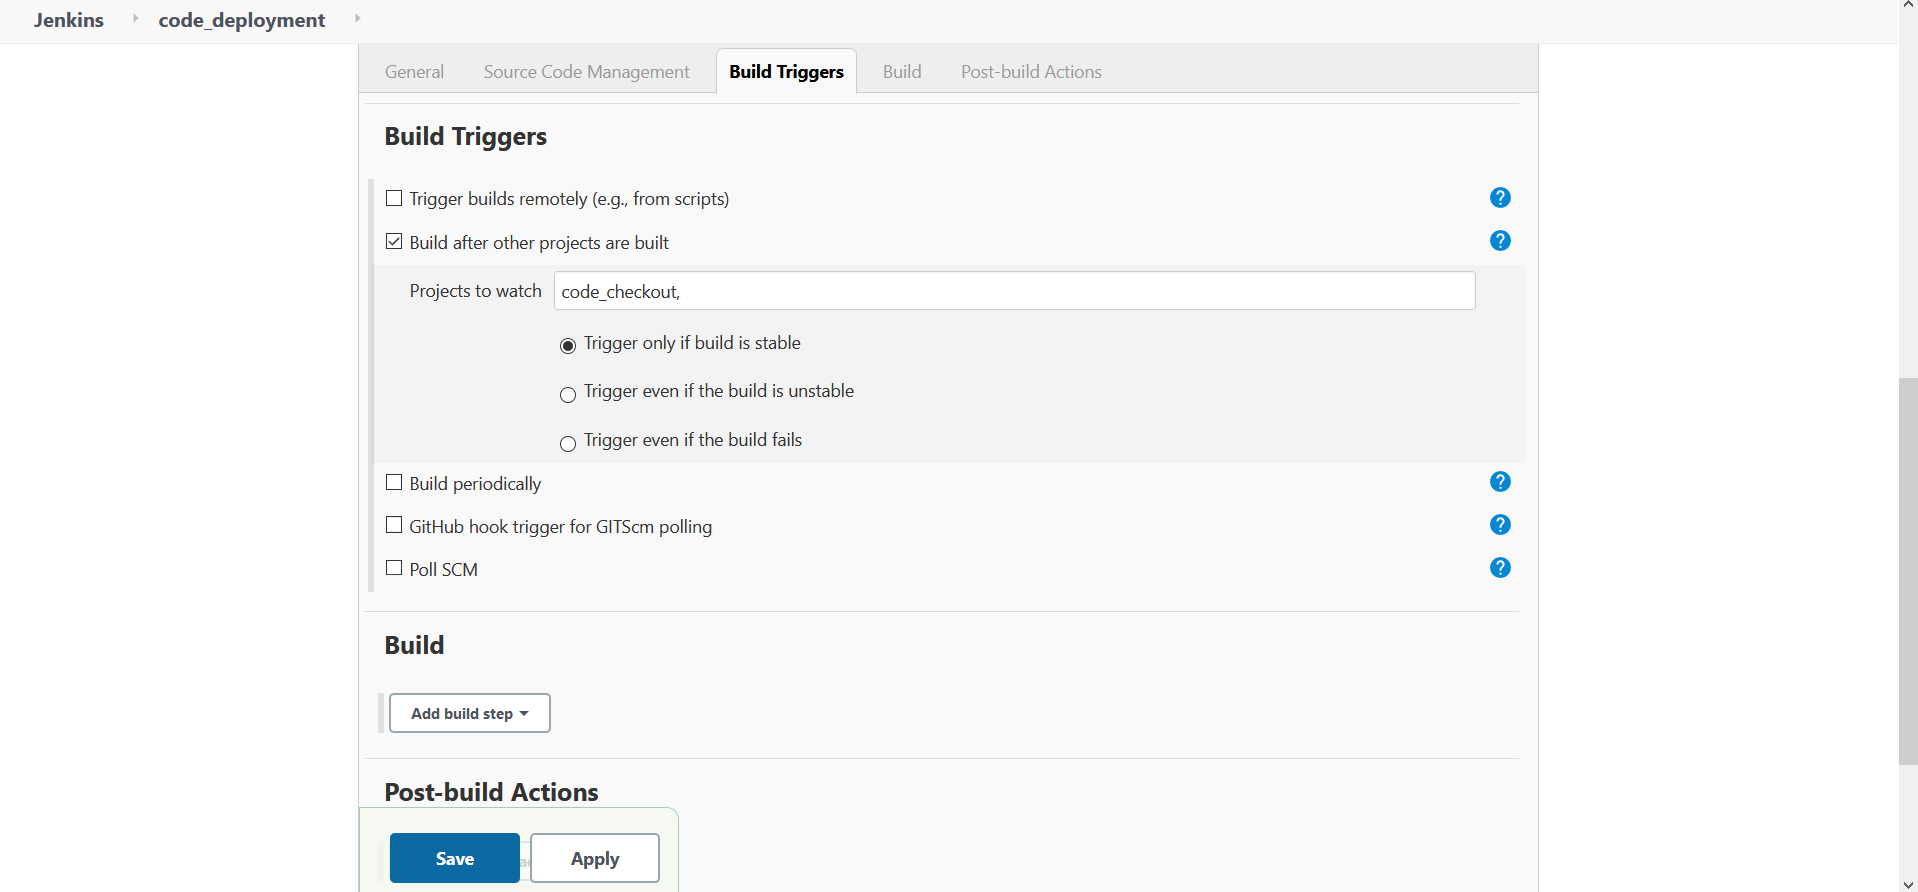 Jenkins code_deployment
General Source Code Management Build Triggers Build Post-build Actions
Build Triggers
Trigger builds remotely (e.g., from scripts)
?
Build after other projects are built
?
Projects to watch code_checkout,
Trigger only if build is stable
Trigger even if the build is unstable
Trigger even if the build fails
Build periodically
?
GitHub hook trigger for GITScm polling
?
Poll SCM
?
Build
Add build step
Post-build Actions
Save Apply